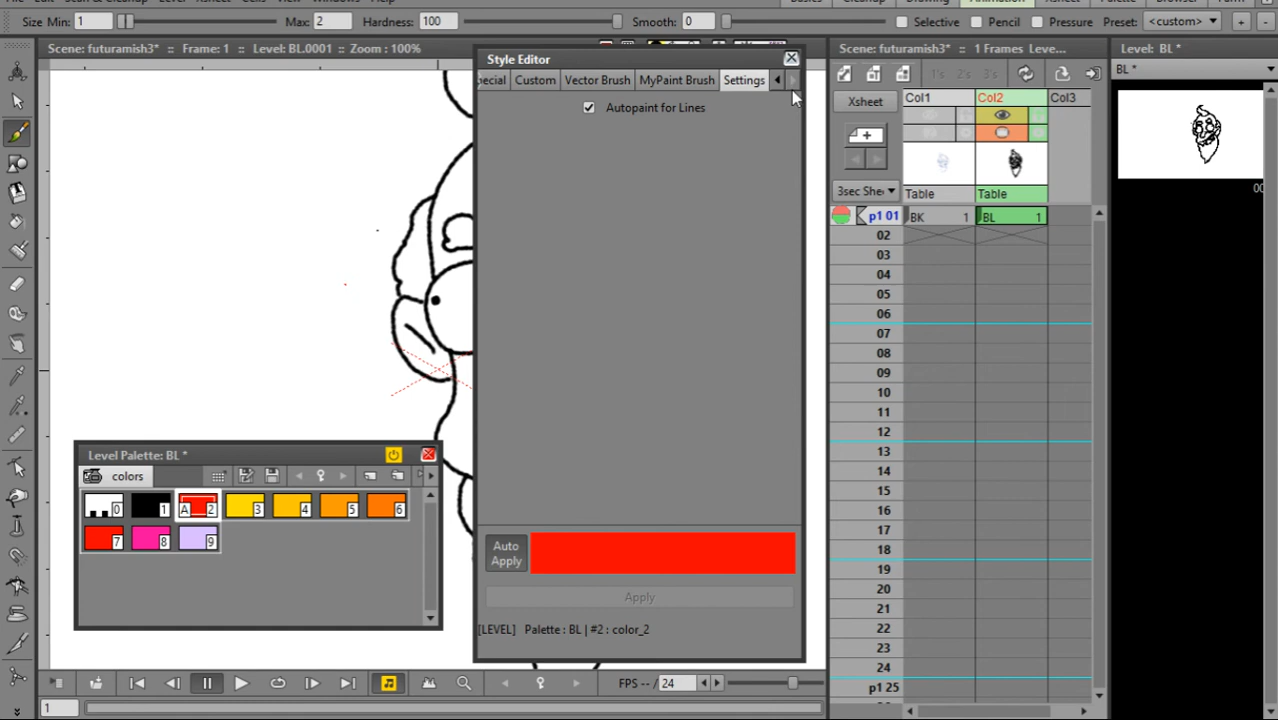 Basics Cleanup Drawing Animation Xsheet Palette Browser Farm
Size Min: 1 Max: 2 Hardness: 100 Smooth: 0 Selective Pencil Pressure Preset: <custom> + -
Scene: futuramish3* :: Frame: 1 :: Level: BL.0001 :: Zoom : 100%
Style Editor
ecial Custom Vector Brush MyPaint Brush Settings
Autopaint for Lines
Auto
Apply
Apply
[LEVEL] Palette : BL | #2 : color_2
Level Palette: BL *
colors
0 1 A 2 3 4 5 6
7 8 9
FPS -- / 24
1
Scene: futuramish3* :: 1 Frames Leve...
1's 2's 3's
Xsheet
3sec She
Col1 Col2 Col3
Table Table
p1 01 BK 1 BL 1
02
03
04
05
06
07
08
09
10
11
12
13
14
15
16
17
18
19
20
21
22
23
24
p1 25
Level: BL *
BL *